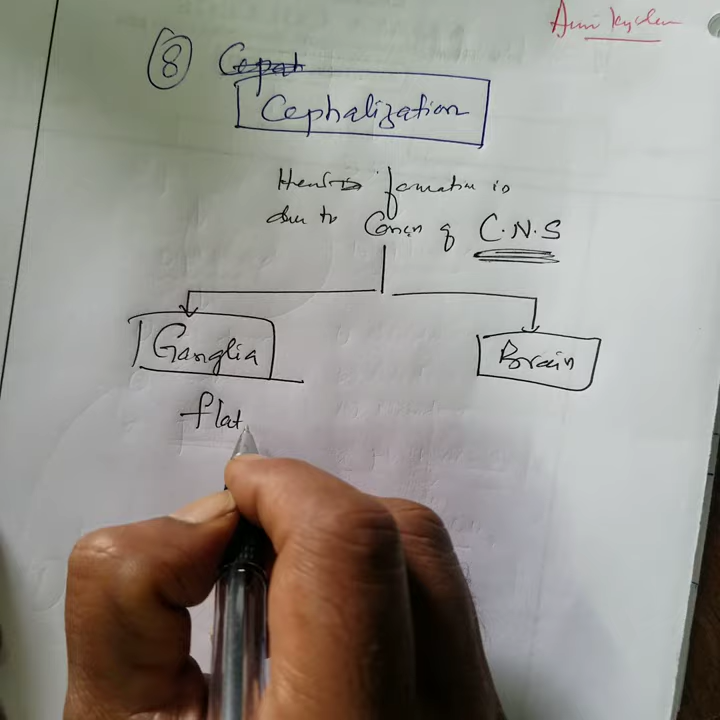 ⑧ Cepat
Cephalization
Head formation is
due to Concn of C.N.S
Ganglia
Brain
flat